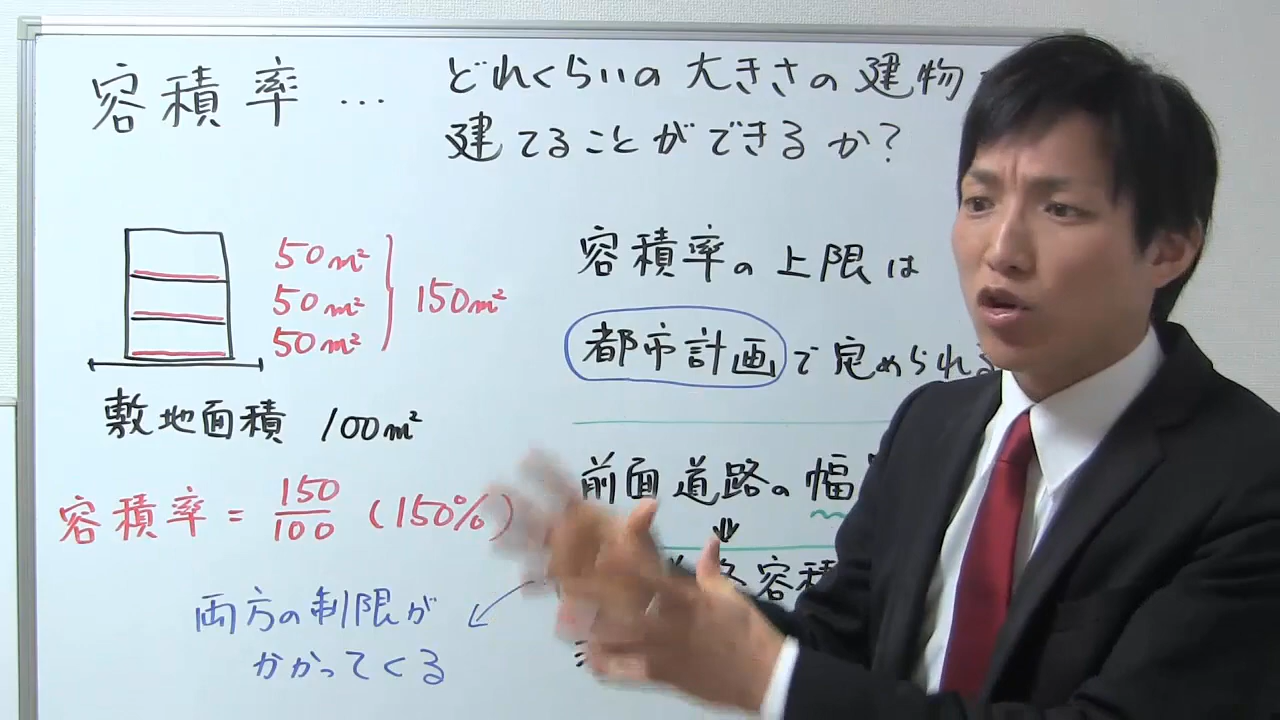 容積率…
どれくらいの大きさの建物
建てることができるか?
50m²
50m²
50m²
150m²
敷地面積 100m²
容積率 = 150/100 (150%)
両方の制限が
かかってくる
容積率の上限は
都市計画で定められる
前面道路の幅
⇓
容積